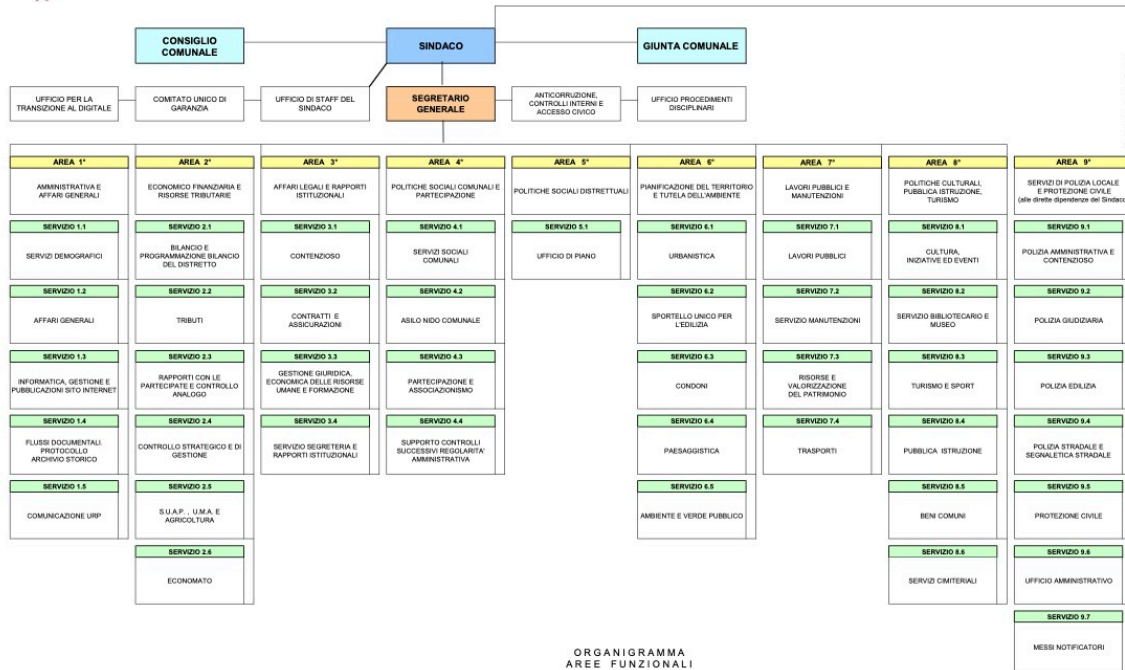 CONSIGLIO
COMUNALE
SINDACO
GIUNTA COMUNALE
UFFICIO PER LA
TRANSIZIONE AL DIGITALE
COMITATO UNICO DI
GARANZIA
UFFICIO DI STAFF DEL
SINDACO
SEGRETARIO
GENERALE
ANTICORRUZIONE,
CONTROLLI INTERNI E
ACCESSO CIVICO
UFFICIO PROCEDIMENTI
DISCIPLINARI
AREA 1°
AMMINISTRATIVA E
AFFARI GENERALI
SERVIZIO 1.1
SERVIZI DEMOGRAFICI
SERVIZIO 1.2
AFFARI GENERALI
SERVIZIO 1.3
INFORMATICA, GESTIONE E
PUBBLICAZIONI SITO INTERNET
SERVIZIO 1.4
FLUSSI DOCUMENTALI.
PROTOCOLLO
ARCHIVIO STORICO
SERVIZIO 1.5
COMUNICAZIONE URP
AREA 2°
ECONOMICO FINANZIARIA E
RISORSE TRIBUTARIE
SERVIZIO 2.1
BILANCIO E
PROGRAMMAZIONE BILANCIO
DEL DISTRETTO
SERVIZIO 2.2
TRIBUTI
SERVIZIO 2.3
RAPPORTI CON LE
PARTECIPATE E CONTROLLO
ANALOGO
SERVIZIO 2.4
CONTROLLO STRATEGICO E DI
GESTIONE
SERVIZIO 2.5
S.U.A.P. , U.M.A. E
AGRICOLTURA
SERVIZIO 2.6
ECONOMATO
AREA 3°
AFFARI LEGALI E RAPPORTI
ISTITUZIONALI
SERVIZIO 3.1
CONTENZIOSO
SERVIZIO 3.2
CONTRATTI E
ASSICURAZIONI
SERVIZIO 3.3
GESTIONE GIURIDICA,
ECONOMICA DELLE RISORSE
UMANE E FORMAZIONE
SERVIZIO 3.4
SERVIZIO SEGRETERIA E
RAPPORTI ISTITUZIONALI
AREA 4°
POLITICHE SOCIALI COMUNALI E
PARTECIPAZIONE
SERVIZIO 4.1
SERVIZI SOCIALI
COMUNALI
SERVIZIO 4.2
ASILO NIDO COMUNALE
SERVIZIO 4.3
PARTECIPAZIONE E
ASSOCIAZIONISMO
SERVIZIO 4.4
SUPPORTO CONTROLLI
SUCCESSIVI REGOLARITA'
AMMINISTRATIVA
AREA 5°
POLITICHE SOCIALI DISTRETTUALI
SERVIZIO 5.1
UFFICIO DI PIANO
AREA 6°
PIANIFICAZIONE DEL TERRITORIO
E TUTELA DELL'AMBIENTE
SERVIZIO 6.1
URBANISTICA
SERVIZIO 6.2
SPORTELLO UNICO PER
L'EDILIZIA
SERVIZIO 6.3
CONDONI
SERVIZIO 6.4
PAESAGGISTICA
SERVIZIO 6.5
AMBIENTE E VERDE PUBBLICO
AREA 7°
LAVORI PUBBLICI E
MANUTENZIONI
SERVIZIO 7.1
LAVORI PUBBLICI
SERVIZIO 7.2
SERVIZIO MANUTENZIONI
SERVIZIO 7.3
RISORSE E
VALORIZZAZIONE
DEL PATRIMONIO
SERVIZIO 7.4
TRASPORTI
AREA 8°
POLITICHE CULTURALI,
PUBBLICA ISTRUZIONE,
TURISMO
SERVIZIO 8.1
CULTURA,
INIZIATIVE ED EVENTI
SERVIZIO 8.2
SERVIZIO BIBLIOTECARIO E
MUSEO
SERVIZIO 8.3
TURISMO E SPORT
SERVIZIO 8.4
PUBBLICA ISTRUZIONE
SERVIZIO 8.5
BENI COMUNI
SERVIZIO 8.6
SERVIZI CIMITERIALI
AREA 9°
SERVIZI DI POLIZIA LOCALE
E PROTEZIONE CIVILE
(alle dirette dipendenze del Sindaco
SERVIZIO 9.1
POLIZIA AMMINISTRATIVA E
CONTENZIOSO
SERVIZIO 9.2
POLIZIA GIUDIZIARIA
SERVIZIO 9.3
POLIZIA EDILIZIA
SERVIZIO 9.4
POLIZIA STRADALE E
SEGNALETICA STRADALE
SERVIZIO 9.5
PROTEZIONE CIVILE
SERVIZIO 9.6
UFFICIO AMMINISTRATIVO
SERVIZIO 9.7
MESSI NOTIFICATORI
ORGANIGRAMMA
AREE FUNZIONALI